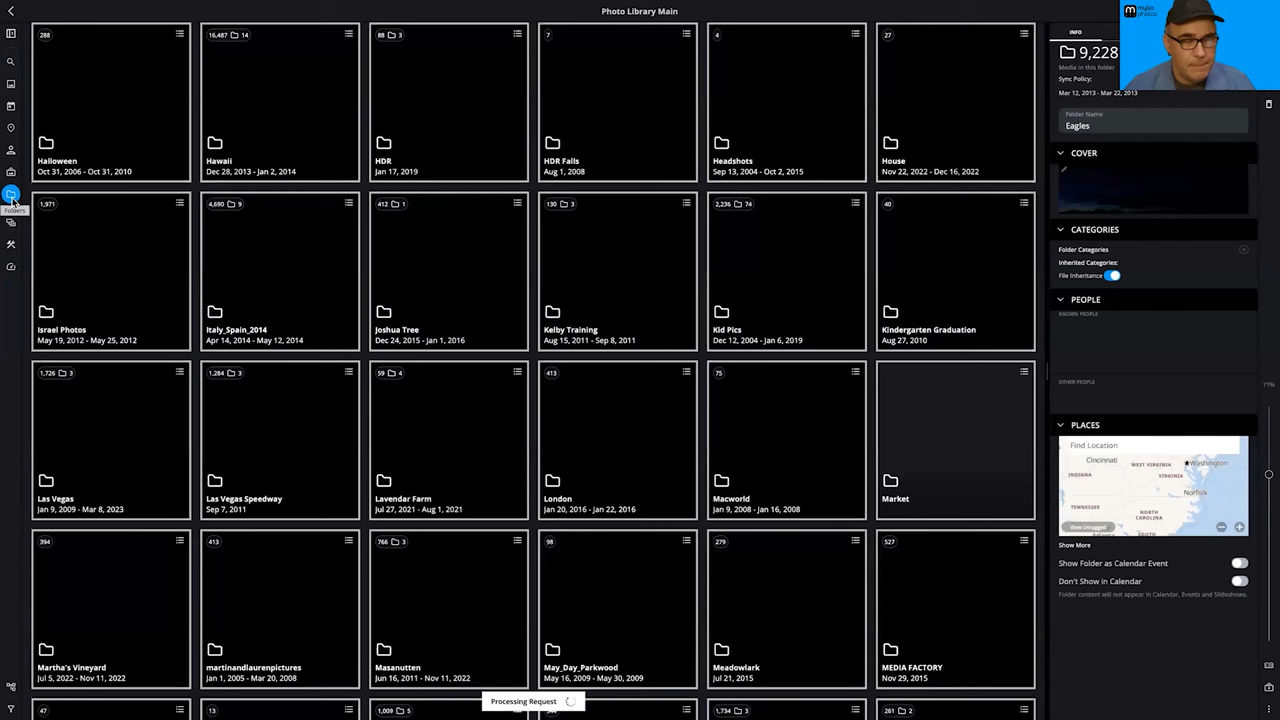 Photo Library Main
mylio
photos
INFO
9,228
Media in this folder
Sync Policy:
Mar 12, 2013 - Mar 22, 2013
Folder Name
Eagles
COVER
CATEGORIES
Folder Categories
Inherited Categories:
File Inheritance
PEOPLE
KNOWN PEOPLE
OTHER PEOPLE
PLACES
Find Location
Cincinnati
WEST VIRGINIA
Washington
INDIANA
VIRGINIA
KENTUCKY
Norfolk
TENNESSEE
NORTH
CAROLINA
View Untagged
Show More
Show Folder as Calendar Event
Don't Show in Calendar
Folder content will not appear in Calendar, Events and Slideshows.
71%
Folders
288
Halloween
Oct 31, 2006 - Oct 31, 2010
16,487 14
Hawaii
Dec 28, 2013 - Jan 2, 2014
88 3
HDR
Jan 17, 2019
7
HDR Falls
Aug 1, 2008
4
Headshots
Sep 13, 2004 - Oct 2, 2015
27
House
Nov 22, 2022 - Dec 16, 2022
1,971
Israel Photos
May 19, 2012 - May 25, 2012
4,690 9
Italy_Spain_2014
Apr 14, 2014 - May 12, 2014
412 1
Joshua Tree
Dec 24, 2015 - Jan 1, 2016
130 3
Kelby Training
Aug 15, 2011 - Sep 8, 2011
2,236 74
Kid Pics
Dec 12, 2004 - Jan 6, 2019
40
Kindergarten Graduation
Aug 27, 2010
1,726 3
Las Vegas
Jan 9, 2009 - Mar 8, 2023
1,284 3
Las Vegas Speedway
Sep 7, 2011
59 4
Lavendar Farm
Jul 27, 2021 - Aug 1, 2021
413
London
Jan 20, 2016 - Jan 22, 2016
75
Macworld
Jan 9, 2008 - Jan 16, 2008
Market
394
Martha's Vineyard
Jul 5, 2022 - Nov 11, 2022
413
martinandlaurenpictures
Jan 1, 2005 - Mar 20, 2008
766 3
Masanutten
Jun 16, 2011 - Nov 11, 2022
98
May_Day_Parkwood
May 16, 2009 - May 30, 2009
279
Meadowlark
Jul 21, 2015
527
MEDIA FACTORY
Nov 29, 2015
Processing Request
47
13
1,009 5
1,734 3
261 2